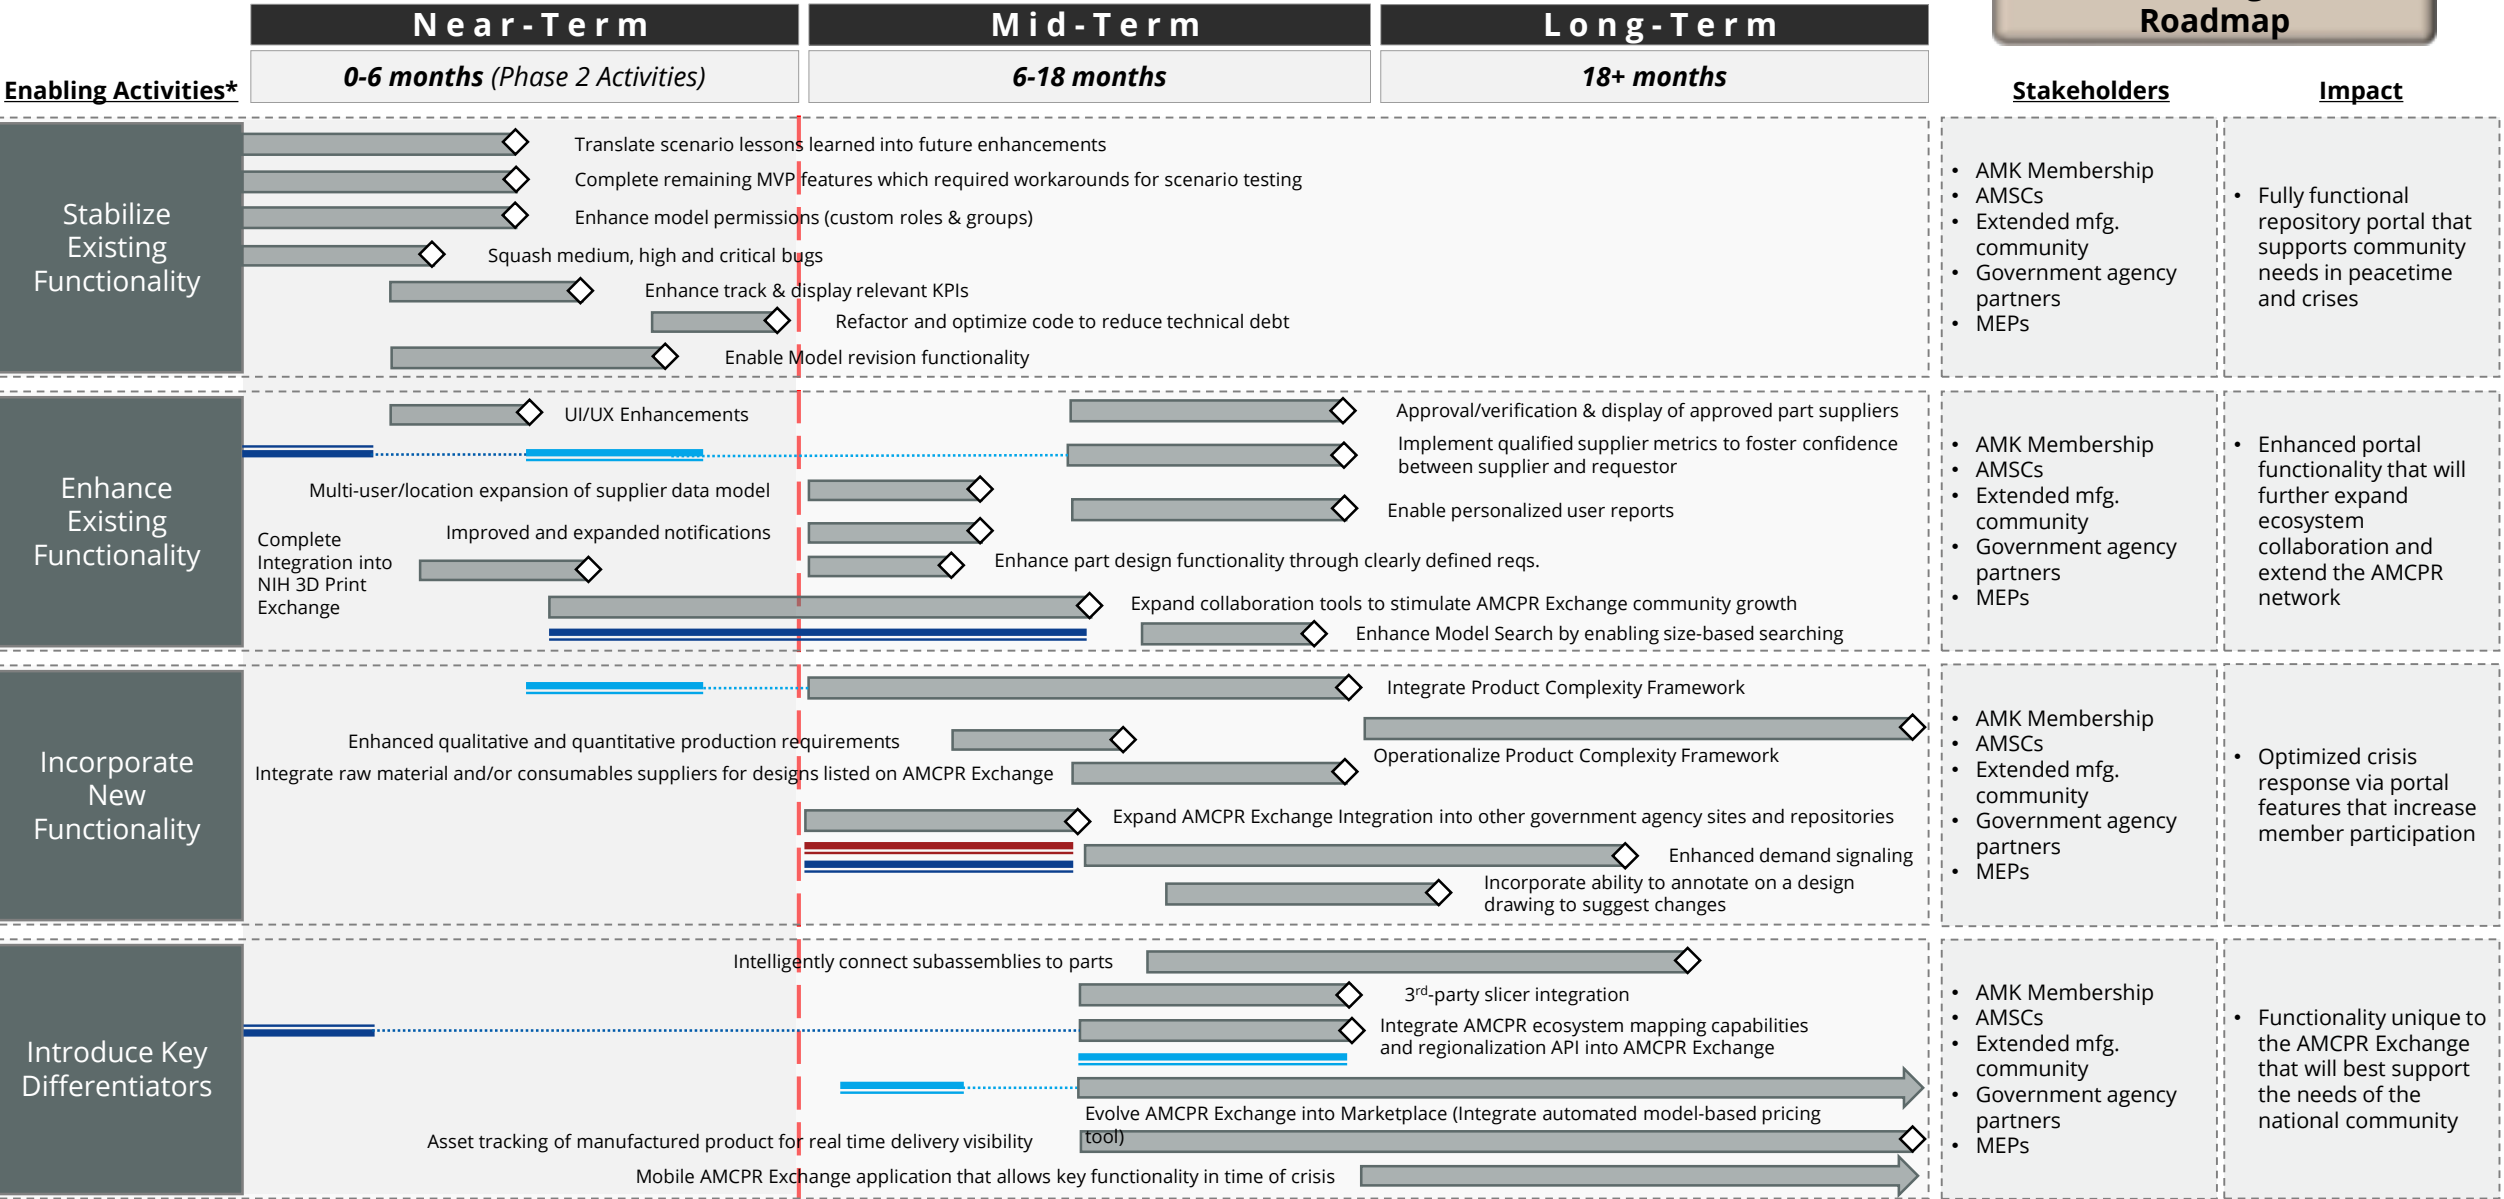 Near-Term
Mid-Term
Long-Term
Roadmap
0-6 months (Phase 2 Activities)
6-18 months
18+ months
Enabling Activities*
Stakeholders
Impact
Stabilize
Existing
Functionality
Translate scenario lessons learned into future enhancements
Complete remaining MVP features which required workarounds for scenario testing
Enhance model permissions (custom roles & groups)
Squash medium, high and critical bugs
Enhance track & display relevant KPIs
Refactor and optimize code to reduce technical debt
Enable Model revision functionality
• AMK Membership
• AMSCs
• Extended mfg.
community
• Government agency
partners
• MEPs
• Fully functional
repository portal that
supports community
needs in peacetime
and crises
Enhance
Existing
Functionality
UI/UX Enhancements
Approval/verification & display of approved part suppliers
Implement qualified supplier metrics to foster confidence
between supplier and requestor
Multi-user/location expansion of supplier data model
Enable personalized user reports
Improved and expanded notifications
Complete
Integration into
NIH 3D Print
Exchange
Enhance part design functionality through clearly defined reqs.
Expand collaboration tools to stimulate AMCPR Exchange community growth
Enhance Model Search by enabling size-based searching
• AMK Membership
• AMSCs
• Extended mfg.
community
• Government agency
partners
• MEPs
• Enhanced portal
functionality that will
further expand
ecosystem
collaboration and
extend the AMCPR
network
Incorporate
New
Functionality
Integrate Product Complexity Framework
Enhanced qualitative and quantitative production requirements
Operationalize Product Complexity Framework
Integrate raw material and/or consumables suppliers for designs listed on AMCPR Exchange
Expand AMCPR Exchange Integration into other government agency sites and repositories
Enhanced demand signaling
Incorporate ability to annotate on a design
drawing to suggest changes
• AMK Membership
• AMSCs
• Extended mfg.
community
• Government agency
partners
• MEPs
• Optimized crisis
response via portal
features that increase
member participation
Introduce Key
Differentiators
Intelligently connect subassemblies to parts
3rd-party slicer integration
Integrate AMCPR ecosystem mapping capabilities
and regionalization API into AMCPR Exchange
Evolve AMCPR Exchange into Marketplace (Integrate automated model-based pricing
tool)
Asset tracking of manufactured product for real time delivery visibility
Mobile AMCPR Exchange application that allows key functionality in time of crisis
• AMK Membership
• AMSCs
• Extended mfg.
community
• Government agency
partners
• MEPs
• Functionality unique to
the AMCPR Exchange
that will best support
the needs of the
national community